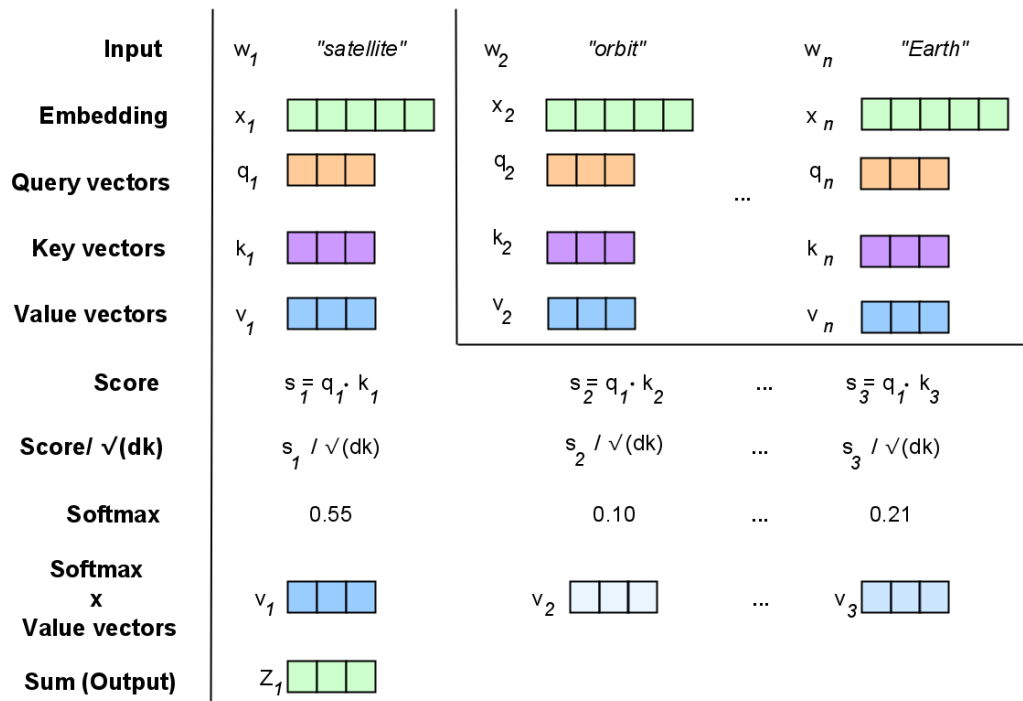 Input w1 "satellite" w2 "orbit" wn "Earth"
Embedding x1 x2 xn
Query vectors q1 q2 ... qn
Key vectors k1 k2 kn
Value vectors v1 v2 vn
Score s1= q1· k1 s2= q1· k2 ... s3= q1· k3
Score/ √(dk) s1 / √(dk) s2 / √(dk) ... s3 / √(dk)
Softmax 0.55 0.10 ... 0.21
Softmax
x
Value vectors
v1 v2 ... v3
Sum (Output) Z1